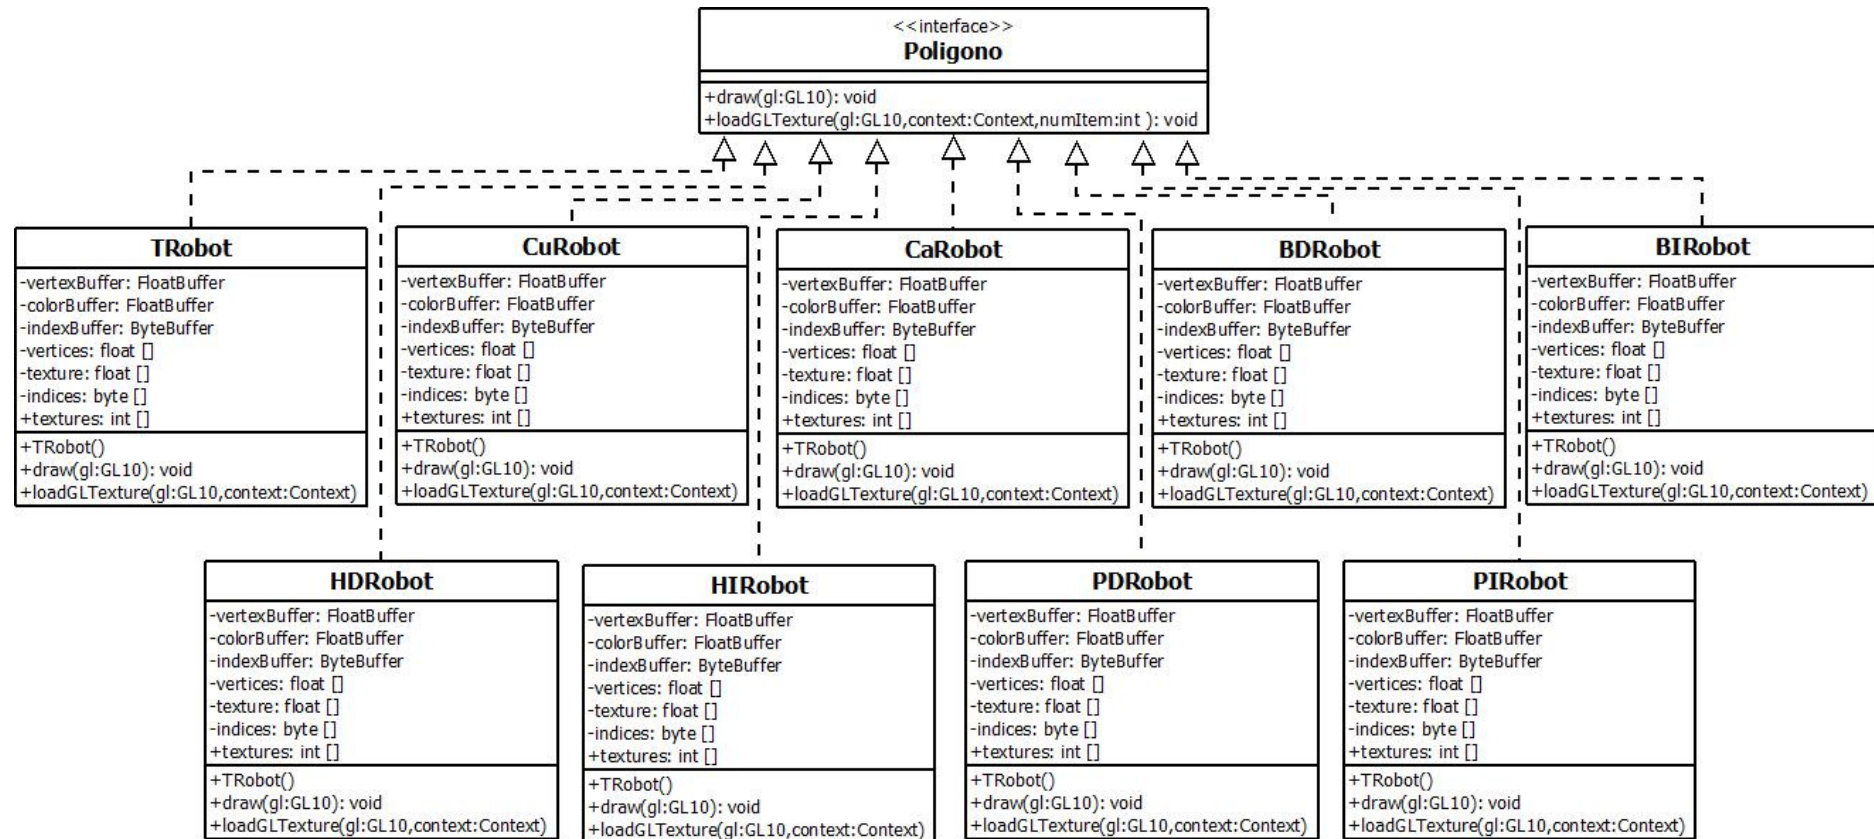 <<interface>>
Poligono
+draw(gl:GL10): void
+loadGLTexture(gl:GL10,context:Context,numItem:int ): void
TRobot
-vertexBuffer: FloatBuffer
-colorBuffer: FloatBuffer
-indexBuffer: ByteBuffer
-vertices: float []
-texture: float []
-indices: byte []
+textures: int []
+TRobot()
+draw(gl:GL10): void
+loadGLTexture(gl:GL10,context:Context)
CuRobot
-vertexBuffer: FloatBuffer
-colorBuffer: FloatBuffer
-indexBuffer: ByteBuffer
-vertices: float []
-texture: float []
-indices: byte []
+textures: int []
+TRobot()
+draw(gl:GL10): void
+loadGLTexture(gl:GL10,context:Context)
CaRobot
-vertexBuffer: FloatBuffer
-colorBuffer: FloatBuffer
-indexBuffer: ByteBuffer
-vertices: float []
-texture: float []
-indices: byte []
+textures: int []
+TRobot()
+draw(gl:GL10): void
+loadGLTexture(gl:GL10,context:Context)
BDRobot
-vertexBuffer: FloatBuffer
-colorBuffer: FloatBuffer
-indexBuffer: ByteBuffer
-vertices: float []
-texture: float []
-indices: byte []
+textures: int []
+TRobot()
+draw(gl:GL10): void
+loadGLTexture(gl:GL10,context:Context)
BIRobot
-vertexBuffer: FloatBuffer
-colorBuffer: FloatBuffer
-indexBuffer: ByteBuffer
-vertices: float []
-texture: float []
-indices: byte []
+textures: int []
+TRobot()
+draw(gl:GL10): void
+loadGLTexture(gl:GL10,context:Context)
HDRobot
-vertexBuffer: FloatBuffer
-colorBuffer: FloatBuffer
-indexBuffer: ByteBuffer
-vertices: float []
-texture: float []
-indices: byte []
+textures: int []
+TRobot()
+draw(gl:GL10): void
+loadGLTexture(gl:GL10,context:Context)
HIRobot
-vertexBuffer: FloatBuffer
-colorBuffer: FloatBuffer
-indexBuffer: ByteBuffer
-vertices: float []
-texture: float []
-indices: byte []
+textures: int []
+TRobot()
+draw(gl:GL10): void
+loadGLTexture(gl:GL10,context:Context)
PDRobot
-vertexBuffer: FloatBuffer
-colorBuffer: FloatBuffer
-indexBuffer: ByteBuffer
-vertices: float []
-texture: float []
-indices: byte []
+textures: int []
+TRobot()
+draw(gl:GL10): void
+loadGLTexture(gl:GL10,context:Context)
PIRobot
-vertexBuffer: FloatBuffer
-colorBuffer: FloatBuffer
-indexBuffer: ByteBuffer
-vertices: float []
-texture: float []
-indices: byte []
+textures: int []
+TRobot()
+draw(gl:GL10): void
+loadGLTexture(gl:GL10,context:Context)